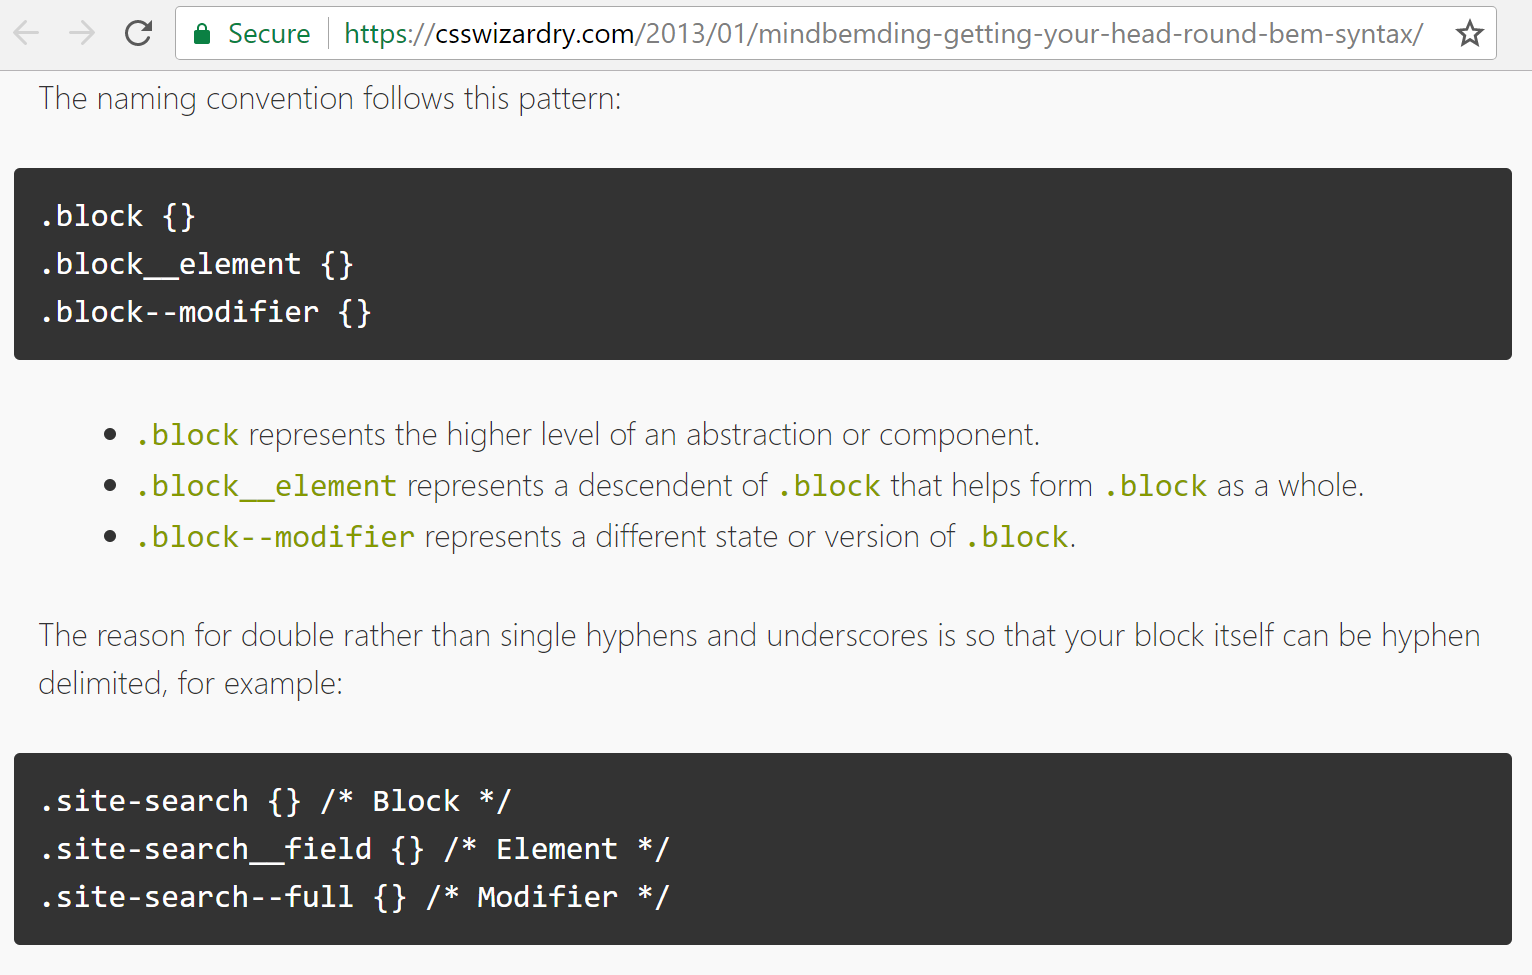 Secure https://csswizardry.com/2013/01/mindbemding-getting-your-head-round-bem-syntax/
The naming convention follows this pattern:
.block {}
.block__element {}
.block--modifier {}
.block represents the higher level of an abstraction or component.
.block__element represents a descendent of .block that helps form .block as a whole.
.block--modifier represents a different state or version of .block.
The reason for double rather than single hyphens and underscores is so that your block itself can be hyphen
delimited, for example:
.site-search {} /* Block */
.site-search__field {} /* Element */
.site-search--full {} /* Modifier */